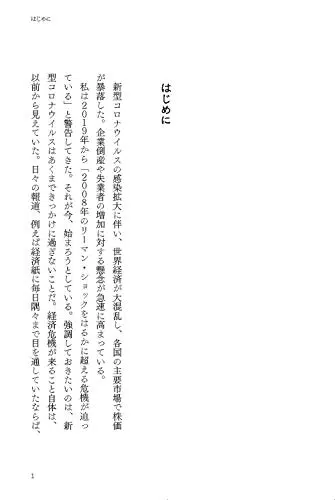 はじめに
はじめに
新型コロナウイルスの感染拡大に伴い、世界経済が大混乱し、各国の主要市場で株価
が暴落した。企業倒産や失業者の増加に対する懸念が急速に高まっている。
私は2019年から「2008年のリーマン・ショックをはるかに超える危機が迫っ
ている」と警告してきた。それが今、始まろうとしている。強調しておきたいのは、新
型コロナウイルスはあくまできっかけに過ぎないことだ。経済危機が来ること自体は、
以前から見えていた。日々の報道、例えば経済紙に毎日隅々まで目を通していたならば、
1